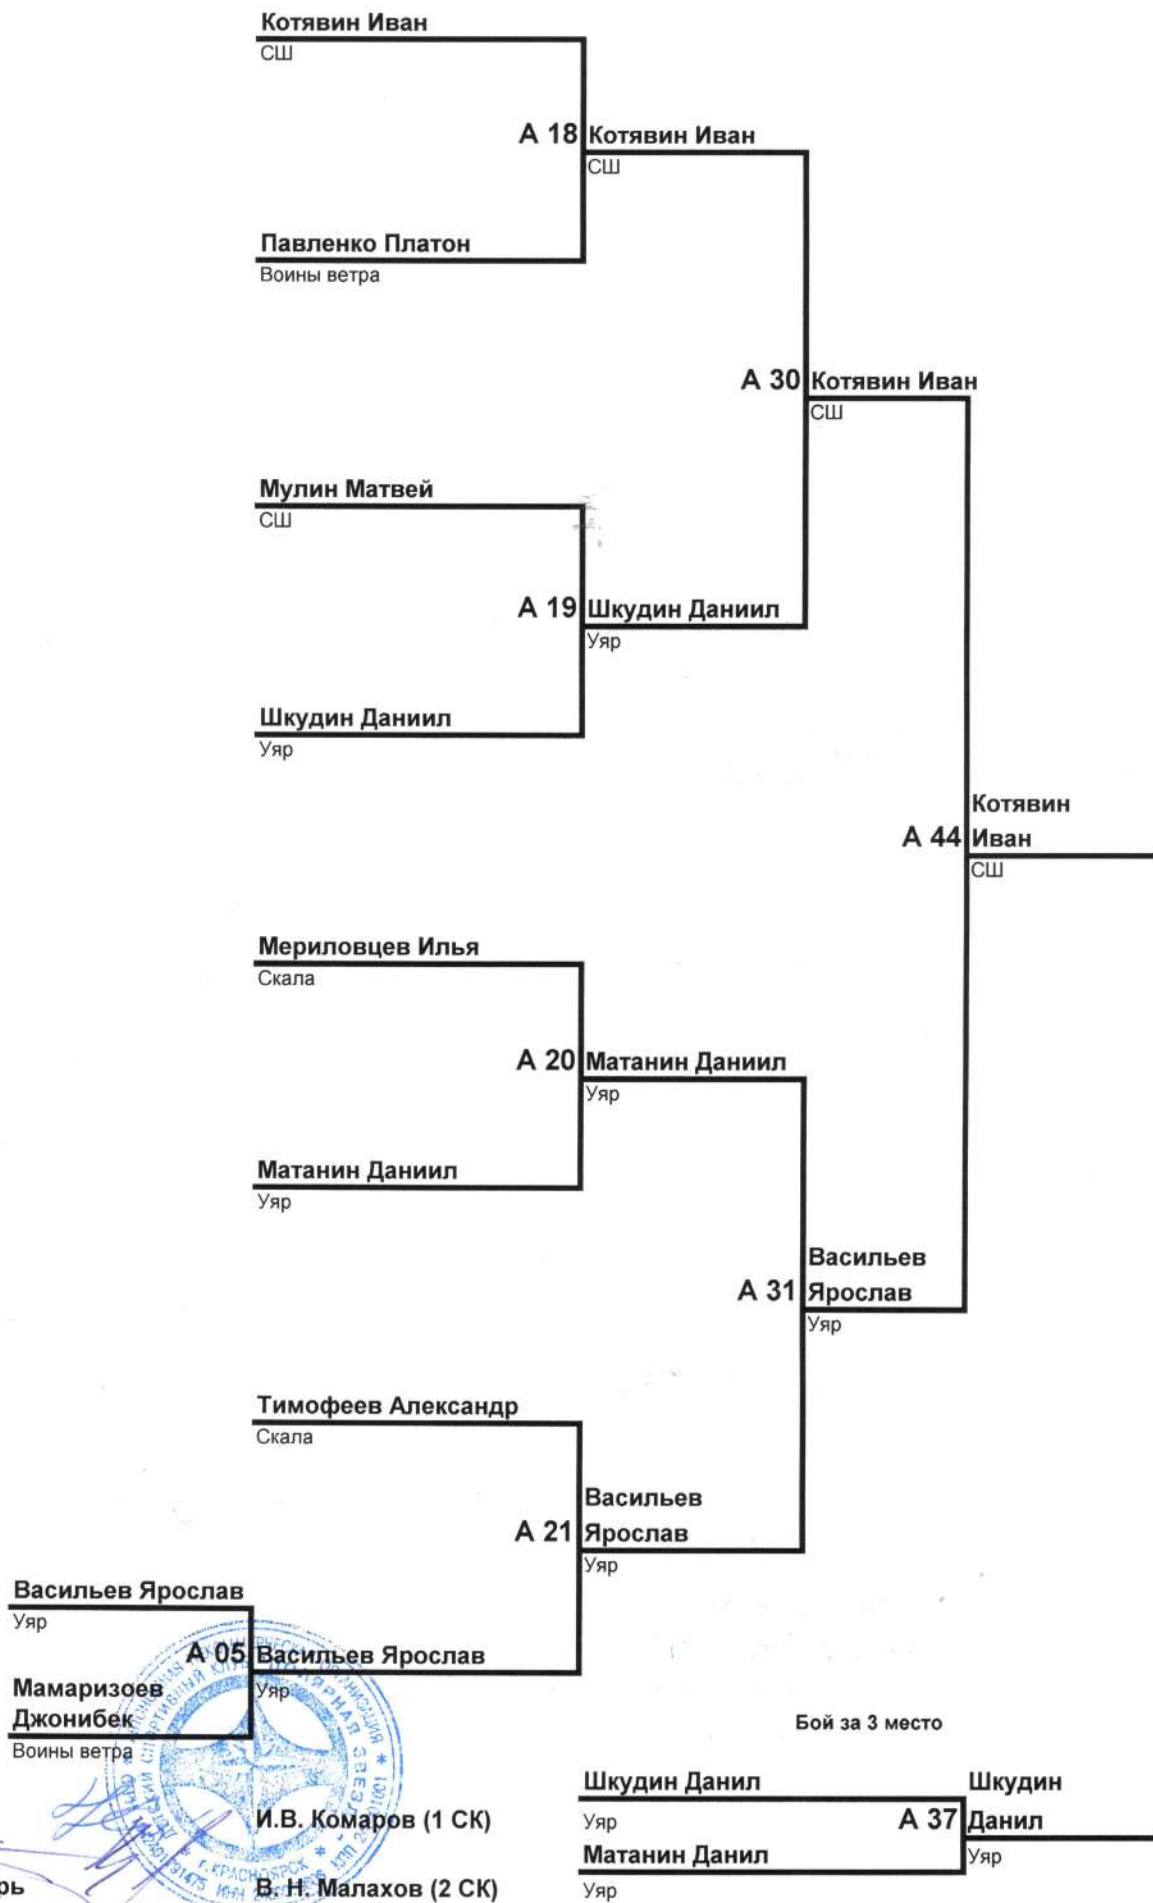 Котявин Иван
СШ
А 18 Котявин Иван
СШ
Павленко Платон
Воины ветра
А 30 Котявин Иван
СШ
Мулин Матвей
СШ
А 19 Шкудин Даниил
Уяр
Шкудин Даниил
Уяр
Котявин
А 44 Иван
СШ
Мериловцев Илья
Скала
А 20 Матанин Даниил
Уяр
Матанин Даниил
Уяр
Васильев
А 31 Ярослав
Уяр
Тимофеев Александр
Скала
Васильев
А 21 Ярослав
Уяр
Васильев Ярослав
Уяр
А 05 Васильев Ярослав
Уяр
Мамаризоев
Джонибек
Воины ветра
Бой за 3 место
Шкудин Данил
Уяр
Матанин Данил
Уяр
А 37
Шкудин
Данил
Уяр
И.В. Комаров (1 СК)
В. Н. Малахов (2 СК)
г. КРАСНОЯРСК